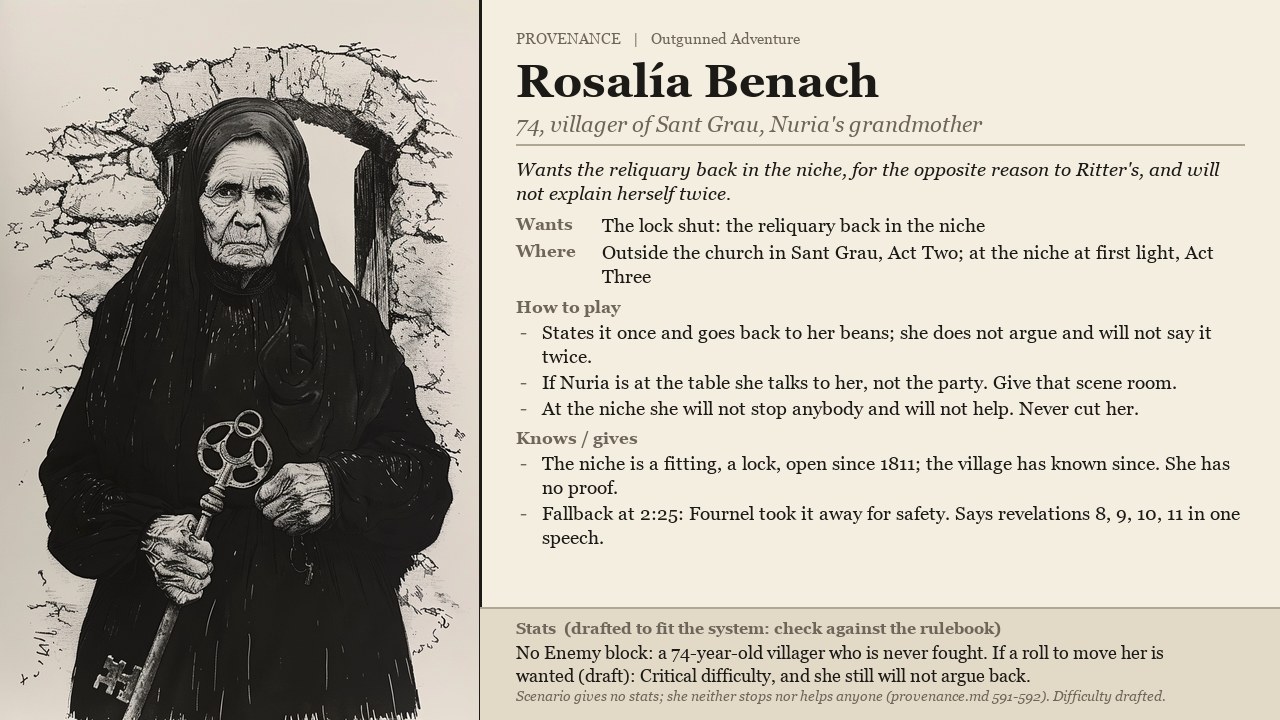 PROVENANCE | Outgunned Adventure
Rosalía Benach
74, villager of Sant Grau, Nuria's grandmother
Wants the reliquary back in the niche, for the opposite reason to Ritter's, and will
not explain herself twice.
Wants The lock shut: the reliquary back in the niche
Where Outside the church in Sant Grau, Act Two; at the niche at first light, Act
Three
How to play
- States it once and goes back to her beans; she does not argue and will not say it
twice.
- If Nuria is at the table she talks to her, not the party. Give that scene room.
- At the niche she will not stop anybody and will not help. Never cut her.
Knows / gives
- The niche is a fitting, a lock, open since 1811; the village has known since. She has
no proof.
- Fallback at 2:25: Fournel took it away for safety. Says revelations 8, 9, 10, 11 in one
speech.
Stats (drafted to fit the system: check against the rulebook)
No Enemy block: a 74-year-old villager who is never fought. If a roll to move her is
wanted (draft): Critical difficulty, and she still will not argue back.
Scenario gives no stats; she neither stops nor helps anyone (provenance.md 591-592). Difficulty drafted.